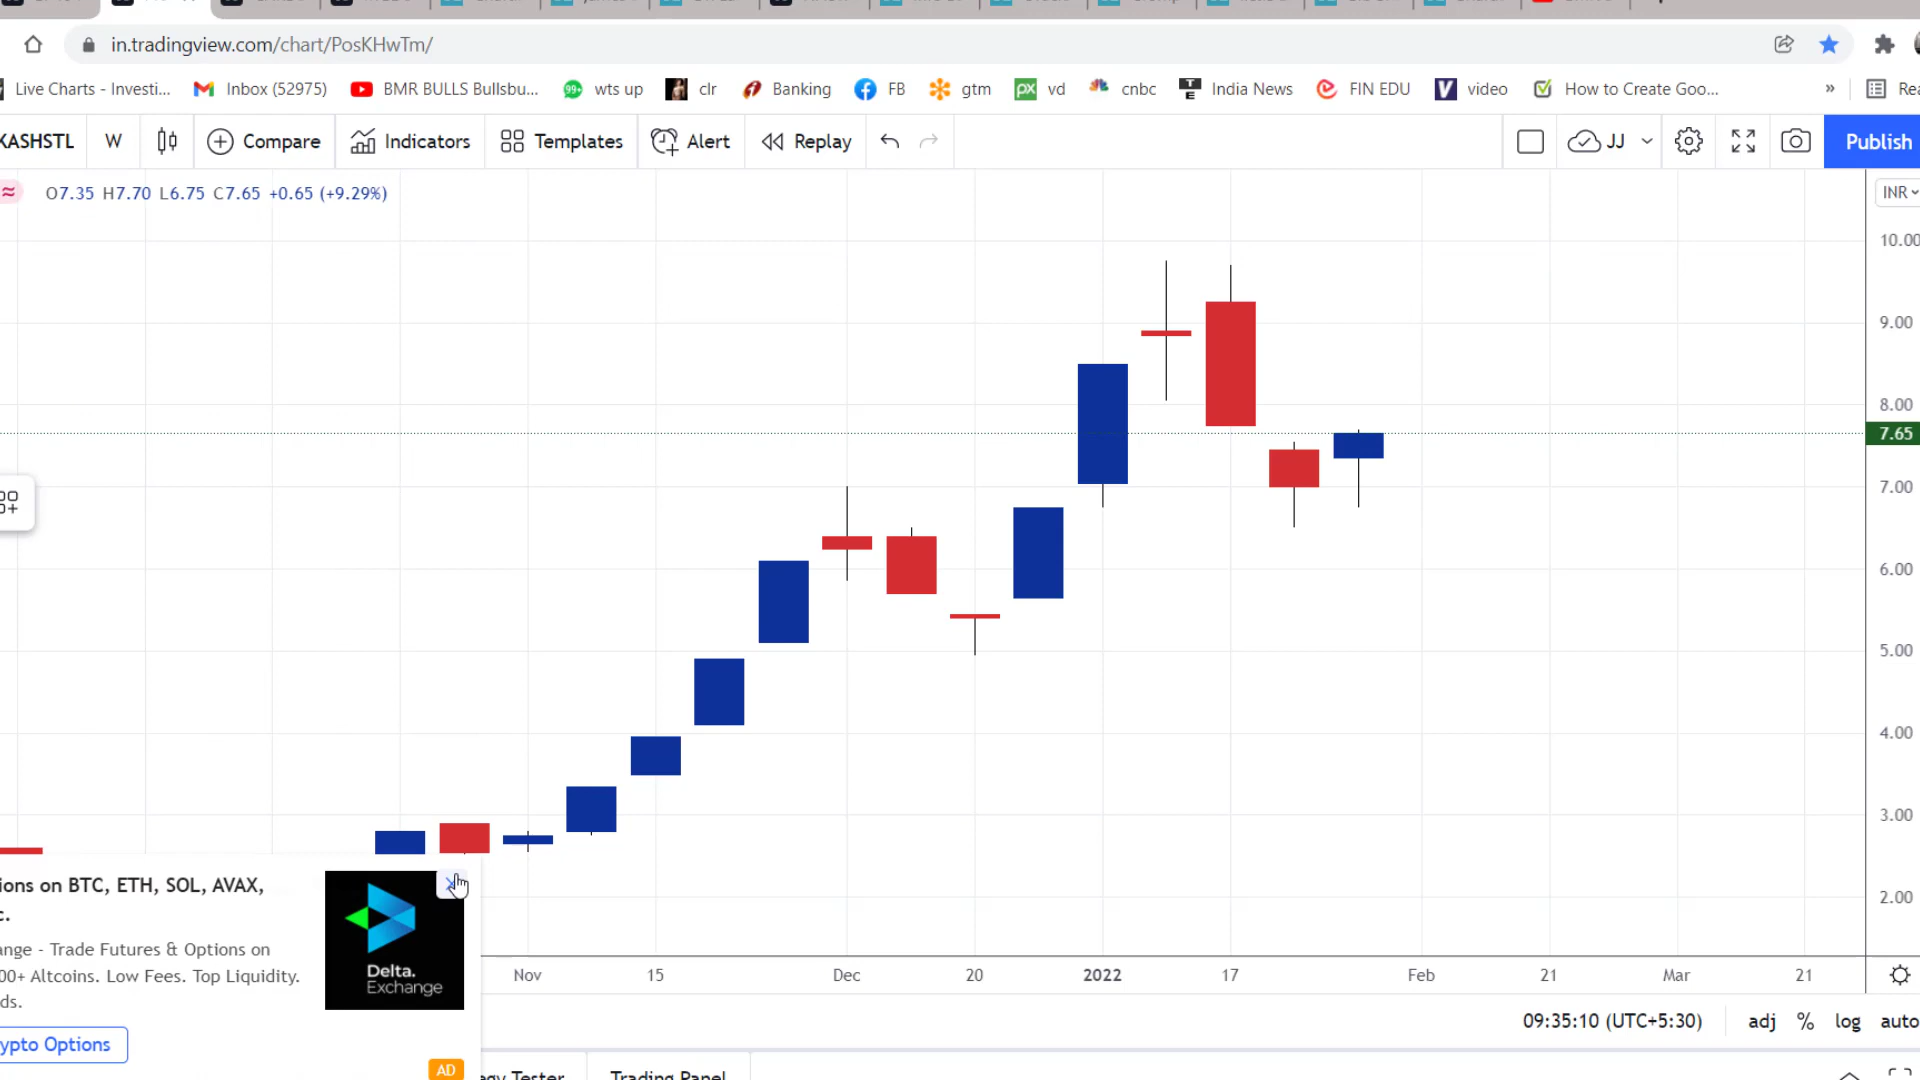 in.tradingview.com/chart/PosKHwTm/
Live Charts - Investi...
Inbox (52975)
BMR BULLS Bullsbu...
99+
wts up
clr
Banking
FB
gtm
px
vd
cnbc
TE
India News
FIN EDU
V
video
How to Create Goo...
»
Rea
KASHSTL
W
Compare
Indicators
Templates
Alert
Replay
JJ
Publish
O7.35 H7.70 L6.75 C7.65 +0.65 (+9.29%)
INR
10.00
9.00
8.00
7.65
7.00
6.00
5.00
4.00
3.00
2.00
ions on BTC, ETH, SOL, AVAX,
c.
ange - Trade Futures & Options on
00+ Altcoins. Low Fees. Top Liquidity.
ds.
ypto Options
Delta.
Exchange
AD
Nov
15
Dec
20
2022
17
Feb
21
Mar
21
09:35:10 (UTC+5:30)
adj
%
log
auto
egy Tester
Trading Panel